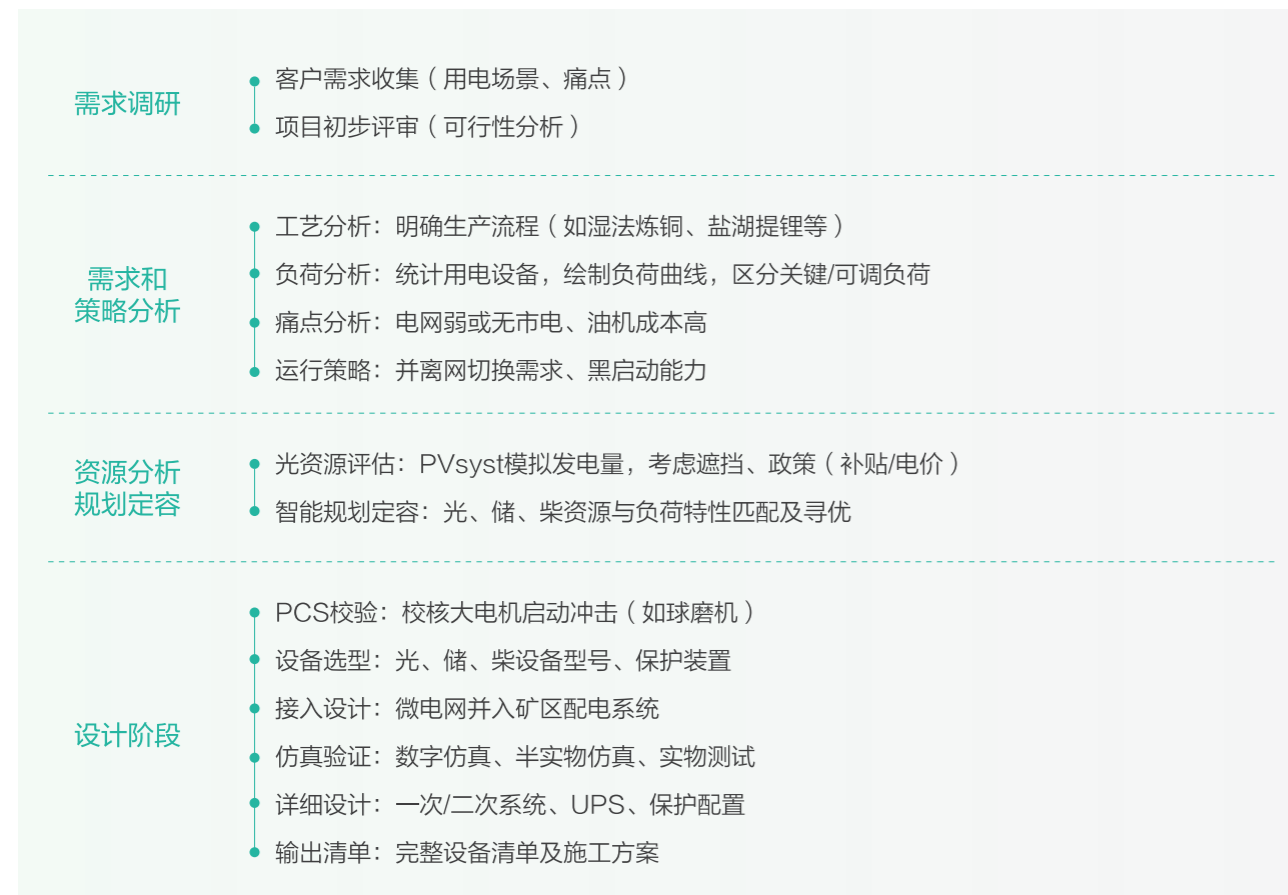 需求调研
客户需求收集（用电场景、痛点）
项目初步评审（可行性分析）
需求和
策略分析
工艺分析：明确生产流程（如湿法炼铜、盐湖提锂等）
负荷分析：统计用电设备，绘制负荷曲线，区分关键/可调负荷
痛点分析：电网弱或无市电、油机成本高
运行策略：并离网切换需求、黑启动能力
资源分析
规划定容
光资源评估：PVsyst模拟发电量，考虑遮挡、政策（补贴/电价）
智能规划定容：光、储、柴资源与负荷特性匹配及寻优
设计阶段
PCS校验：校核大电机启动冲击（如球磨机）
设备选型：光、储、柴设备型号、保护装置
接入设计：微电网并入矿区配电系统
仿真验证：数字仿真、半实物仿真、实物测试
详细设计：一次/二次系统、UPS、保护配置
输出清单：完整设备清单及施工方案